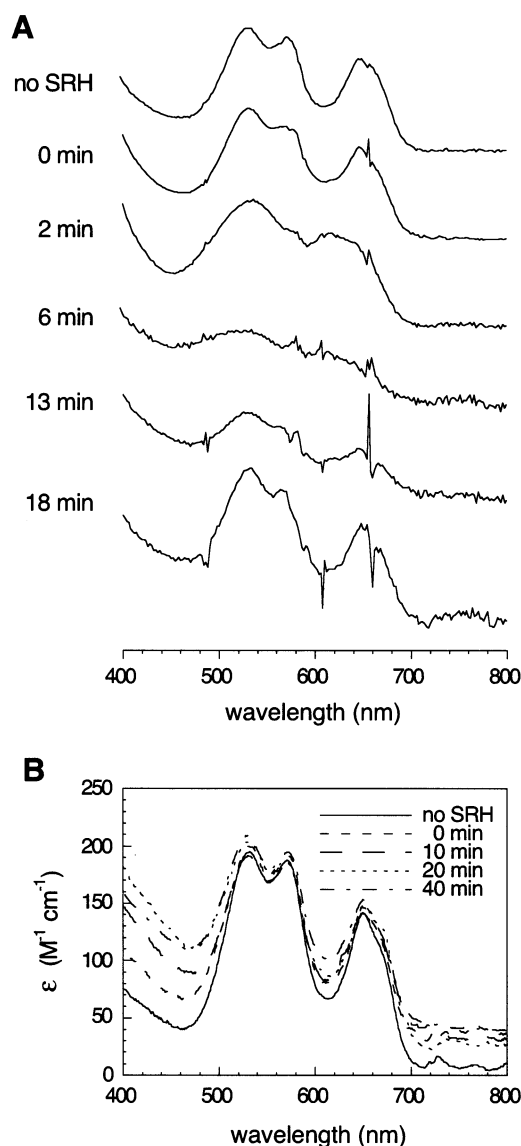 A
no SRH
0 min
2 min
6 min
13 min
18 min
400 500 600 700 800
wavelength (nm)
B
250
200
150
100
50
0
ε (M⁻¹ cm⁻¹)
no SRH
0 min
10 min
20 min
40 min
400 500 600 700 800
wavelength (nm)